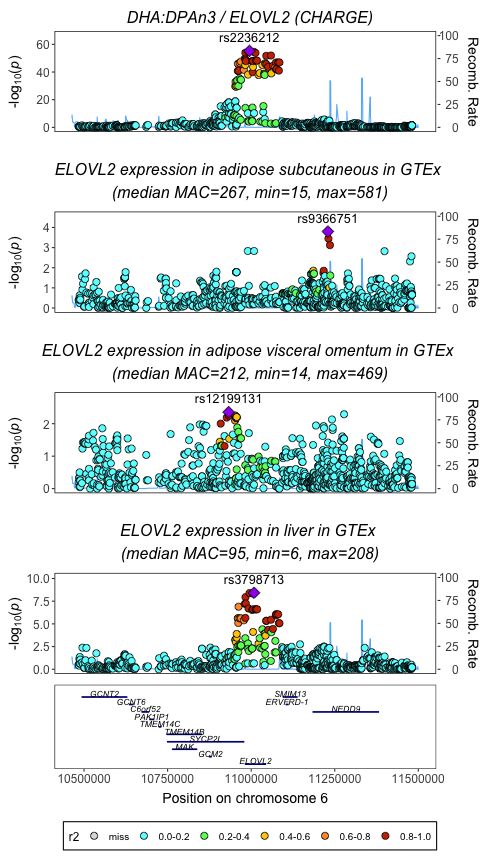 DHA:DPAn3 / ELOVL2 (CHARGE)
rs2236212
-log10(p)
60
40
20
0
100
75
50
25
0
Recomb. Rate
ELOVL2 expression in adipose subcutaneous in GTEx
(median MAC=267, min=15, max=581)
rs9366751
-log10(p)
4
3
2
1
0
100
75
50
25
0
Recomb. Rate
ELOVL2 expression in adipose visceral omentum in GTEx
(median MAC=212, min=14, max=469)
rs12199131
-log10(p)
2
1
0
100
75
50
25
0
Recomb. Rate
ELOVL2 expression in liver in GTEx
(median MAC=95, min=6, max=208)
rs3798713
-log10(p)
10.0
7.5
5.0
2.5
0.0
100
75
50
25
0
Recomb. Rate
GCNT2 SMIM13
GCNT6 ERVFRD-1
C6orf52 NEDD9
PAK1IP1
TMEM14C
TMEM14B
SYCP2L
MAK
GCM2
ELOVL2
10500000 10750000 11000000 11250000 11500000
Position on chromosome 6
r2 miss 0.0-0.2 0.2-0.4 0.4-0.6 0.6-0.8 0.8-1.0